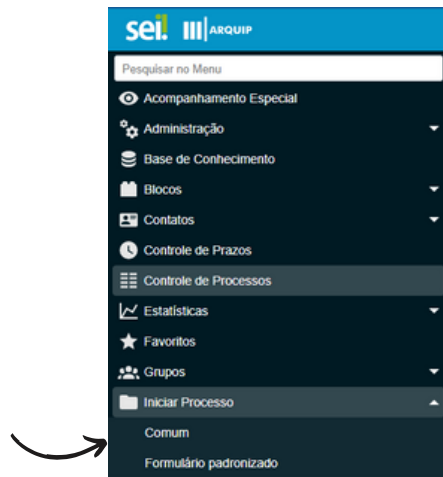 sei! ARQUIP
Pesquisar no Menu
Acompanhamento Especial
Administração
Base de Conhecimento
Blocos
Contatos
Controle de Prazos
Controle de Processos
Estatísticas
Favoritos
Grupos
Iniciar Processo
Comum
Formulário padronizado